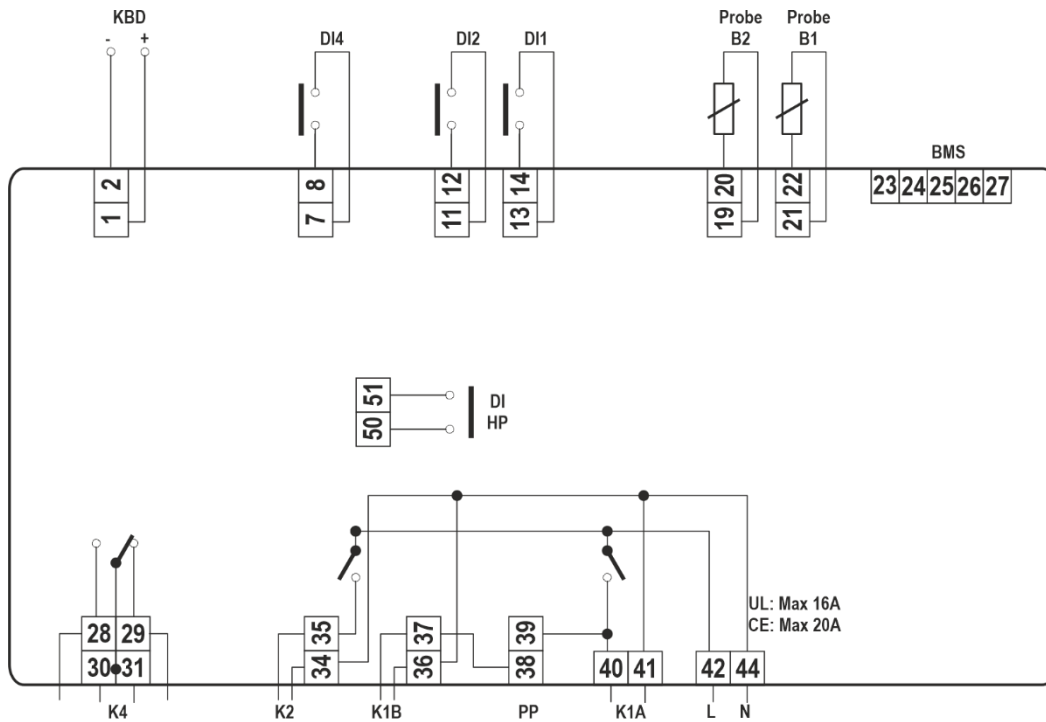 KBD
- +
DI4
DI2
DI1
Probe
B2
Probe
B1
BMS
2
8
12
14
20
22
23 24 25 26 27
1
7
11
13
19
21
51
50
DI
HP
UL: Max 16A
CE: Max 20A
28 29
35
37
39
30 31
34
36
38
40 41
42 44
K4
K2
K1B
PP
K1A
L
N